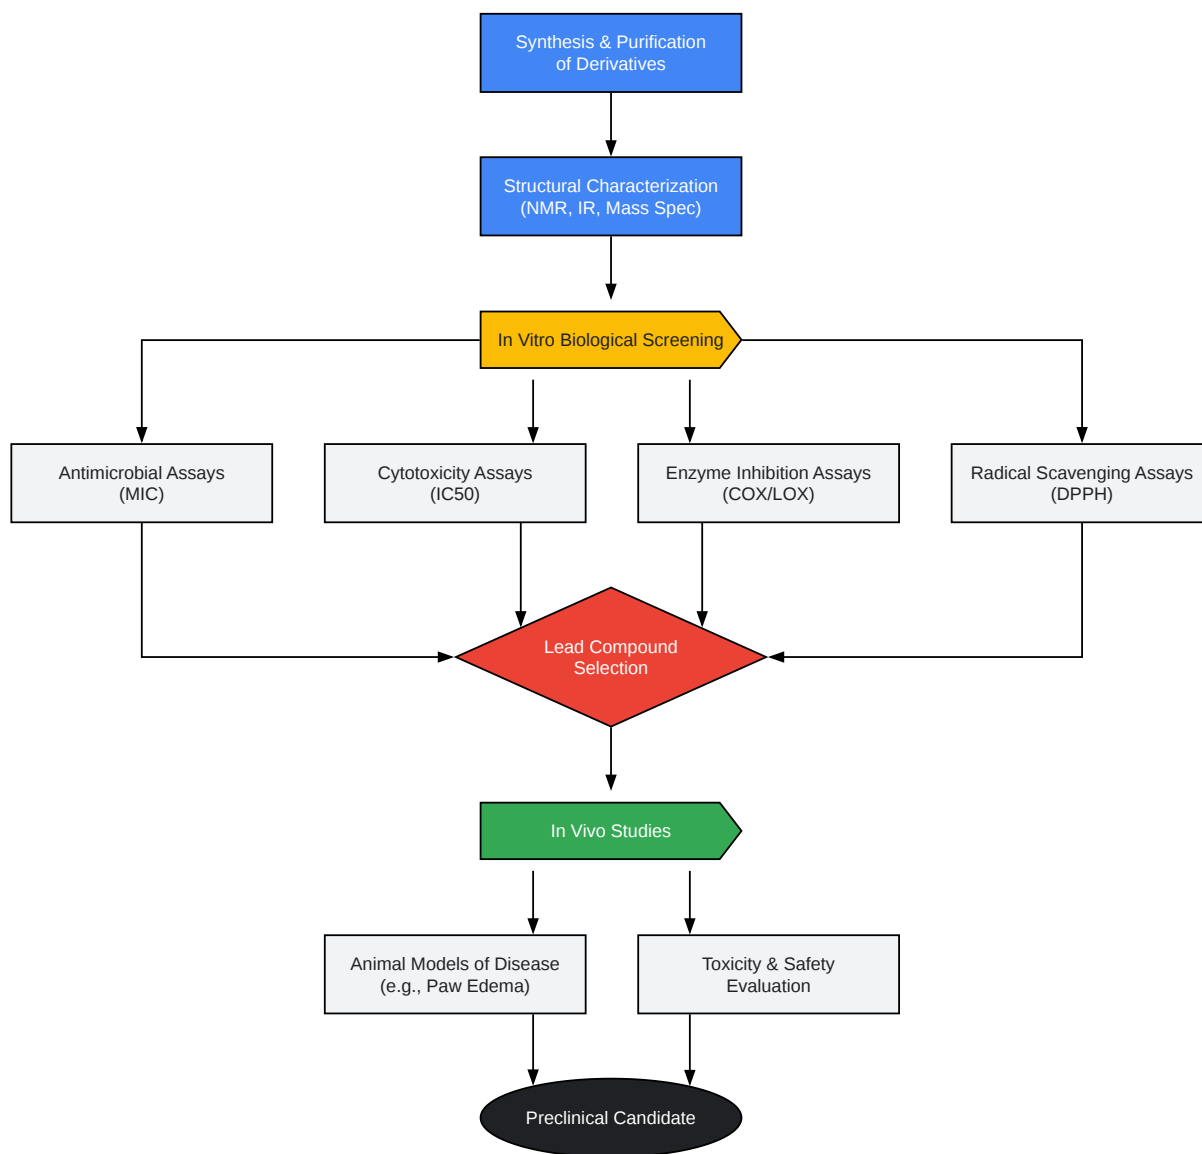 Synthesis & Purification
of Derivatives
Structural Characterization
(NMR, IR, Mass Spec)
In Vitro Biological Screening
Antimicrobial Assays
(MIC)
Cytotoxicity Assays
(IC50)
Enzyme Inhibition Assays
(COX/LOX)
Radical Scavenging Assays
(DPPH)
Lead Compound
Selection
In Vivo Studies
Animal Models of Disease
(e.g., Paw Edema)
Toxicity & Safety
Evaluation
Preclinical Candidate